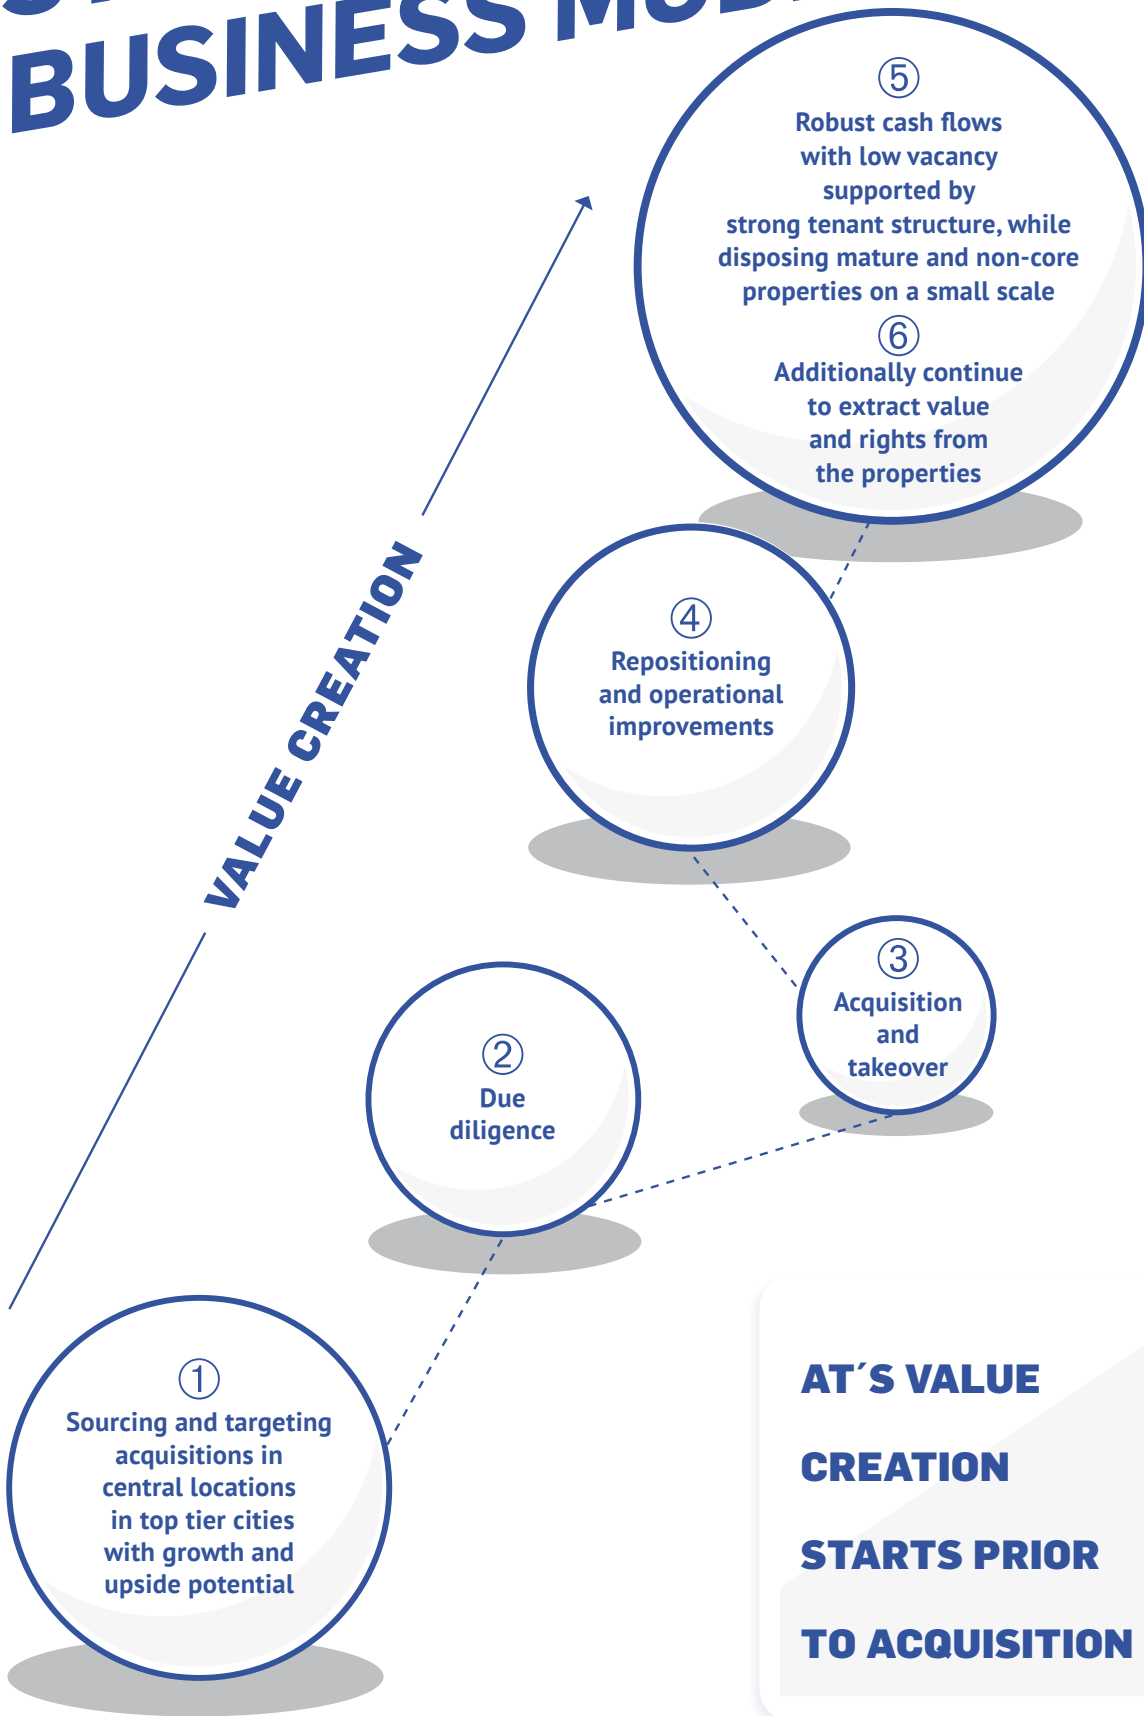 BUSINESS
⑤
Robust cash flows
with low vacancy
supported by
strong tenant structure, while
disposing mature and non-core
properties on a small scale
⑥
Additionally continue
to extract value
and rights from
the properties
④
Repositioning
and operational
improvements
VALUE CREATION
③
Acquisition
and
takeover
②
Due
diligence
①
Sourcing and targeting
acquisitions in
central locations
in top tier cities
with growth and
upside potential
AT´S VALUE
CREATION
STARTS PRIOR
TO ACQUISITION